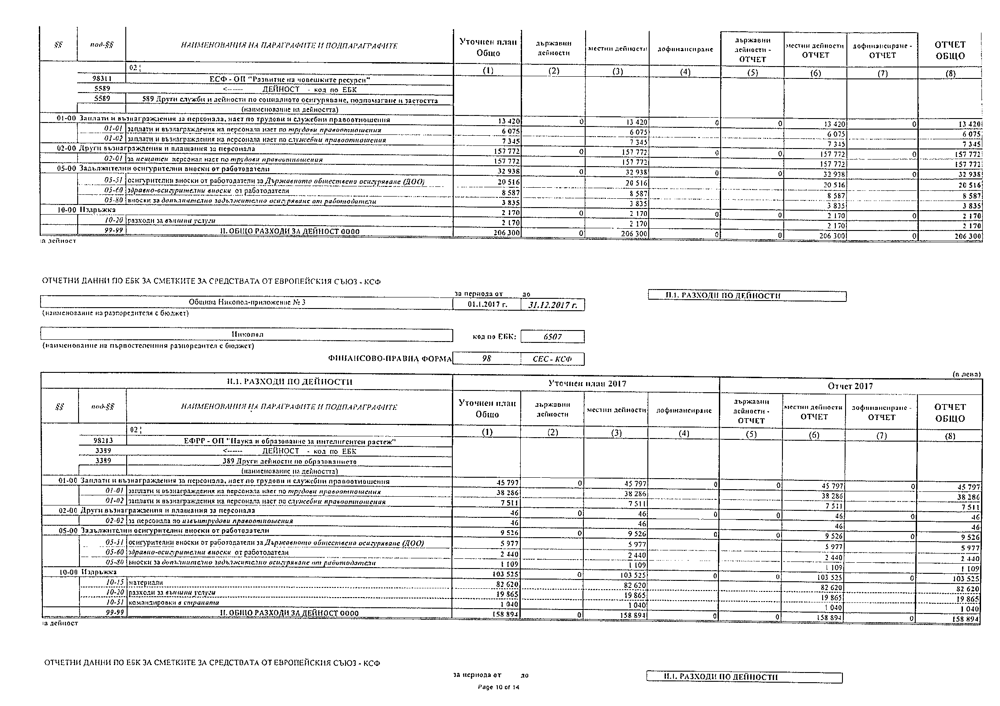 §§ под-§§ НАИМЕНОВАНИЯ НА ПАРАГРАФИТЕ И ПОДПАРАГРАФИТЕ Уточнен план Общо държавни дейности местни дейности дофинансиране държавни дейности - ОТЧЕТ местни дейности ОТЧЕТ дофинансиране - ОТЧЕТ ОТЧЕТ ОБЩО
02 (1) (2) (3) (4) (5) (6) (7) (8)
98311 ЕСФ - ОП "Развитие на човешките ресурси"
5589 <------ ДЕЙНОСТ - код по ЕБК
5589 589 Други служби и дейности по социалното осигуряване, подпомагане и заетостта
(наименование на дейността)
01-00 Заплати и възнаграждения за персонала, нает по трудови и служебни правоотношения 13 420 0 13 420 0 0 13 420 0 13 420
01-01 заплати и възнаграждения на персонала нает по трудови правоотношения 6 075 6 075 6 075 6 075
01-02 заплати и възнаграждения на персонала нает по служебни правоотношения 7 345 7 345 7 345 7 345
02-00 Други възнаграждения и плащания за персонала 157 772 0 157 772 0 0 157 772 0 157 772
02-01 за нещатен персонал нает по трудови правоотношения 157 772 157 772 157 772 157 772
05-00 Задължителни осигурителни вноски от работодатели 32 938 0 32 938 0 0 32 938 0 32 938
05-51 осигурителни вноски от работодатели за Държавното обществено осигуряване (ДОО) 20 516 20 516 20 516 20 516
05-60 здравно-осигурителни вноски от работодатели 8 587 8 587 8 587 8 587
05-80 вноски за допълнително задължително осигуряване от работодатели 3 835 3 835 3 835 3 835
10-00 Издръжка 2 170 0 2 170 0 0 2 170 0 2 170
10-20 разходи за външни услуги 2 170 2 170 2 170 2 170
99-99 II. ОБЩО РАЗХОДИ ЗА ДЕЙНОСТ 0000 206 300 0 206 300 0 0 206 300 0 206 300
за дейност
ОТЧЕТНИ ДАННИ ПО ЕБК ЗА СМЕТКИТЕ ЗА СРЕДСТВАТА ОТ ЕВРОПЕЙСКИЯ СЪЮЗ - КСФ
за периода от до II.1. РАЗХОДИ ПО ДЕЙНОСТИ
Община Никопол-приложение № 3 01.1.2017 г. 31.12.2017 г.
(наименование на разпоредителя с бюджет)
Никопол код по ЕБК: 6507
(наименование на първостепенния разпоредител с бюджет)
ФИНАНСОВО-ПРАВНА ФОРМА 98 СЕС - КСФ
(в лева)
II.1. РАЗХОДИ ПО ДЕЙНОСТИ Уточнен план 2017 Отчет 2017
§§ под-§§ НАИМЕНОВАНИЯ НА ПАРАГРАФИТЕ И ПОДПАРАГРАФИТЕ Уточнен план Общо държавни дейности местни дейности дофинансиране държавни дейности - ОТЧЕТ местни дейности ОТЧЕТ дофинансиране - ОТЧЕТ ОТЧЕТ ОБЩО
02 (1) (2) (3) (4) (5) (6) (7) (8)
98213 ЕФРР - ОП "Наука и образование за интелигентен растеж"
3389 <------ ДЕЙНОСТ - код по ЕБК
3389 389 Други дейности по образованието
(наименование на дейността)
01-00 Заплати и възнаграждения за персонала, нает по трудови и служебни правоотношения 45 797 0 45 797 0 0 45 797 0 45 797
01-01 заплати и възнаграждения на персонала нает по трудови правоотношения 38 286 38 286 38 286 38 286
01-02 заплати и възнаграждения на персонала нает по служебни правоотношения 7 511 7 511 7 511 7 511
02-00 Други възнаграждения и плащания за персонала 46 0 46 0 0 46 0 46
02-02 за персонала по извънтрудови правоотношения 46 46 46 46
05-00 Задължителни осигурителни вноски от работодатели 9 526 0 9 526 0 0 9 526 0 9 526
05-51 осигурителни вноски от работодатели за Държавното обществено осигуряване (ДОО) 5 977 5 977 5 977 5 977
05-60 здравно-осигурителни вноски от работодатели 2 440 2 440 2 440 2 440
05-80 вноски за допълнително задължително осигуряване от работодатели 1 109 1 109 1 109 1 109
10-00 Издръжка 103 525 0 103 525 0 0 103 525 0 103 525
10-15 материали 82 620 82 620 82 620 82 620
10-20 разходи за външни услуги 19 865 19 865 19 865 19 865
10-51 командировки в страната 1 040 1 040 1 040 1 040
99-99 II. ОБЩО РАЗХОДИ ЗА ДЕЙНОСТ 0000 158 894 0 158 894 0 0 158 894 0 158 894
за дейност
ОТЧЕТНИ ДАННИ ПО ЕБК ЗА СМЕТКИТЕ ЗА СРЕДСТВАТА ОТ ЕВРОПЕЙСКИЯ СЪЮЗ - КСФ
за периода от до II.1. РАЗХОДИ ПО ДЕЙНОСТИ
Page 10 of 14